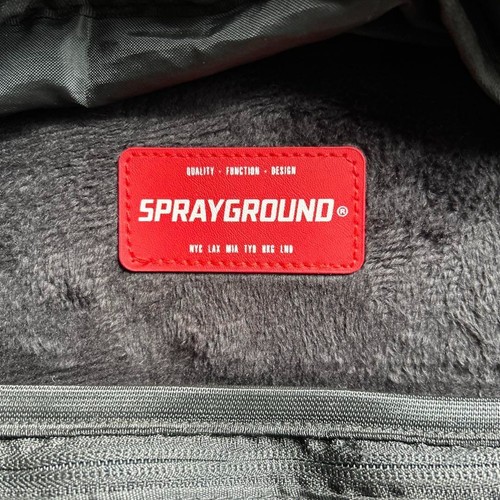 QUALITY · FUNCTION · DESIGN
SPRAYGROUND®
NYC LAX MIA TYO HKG LND